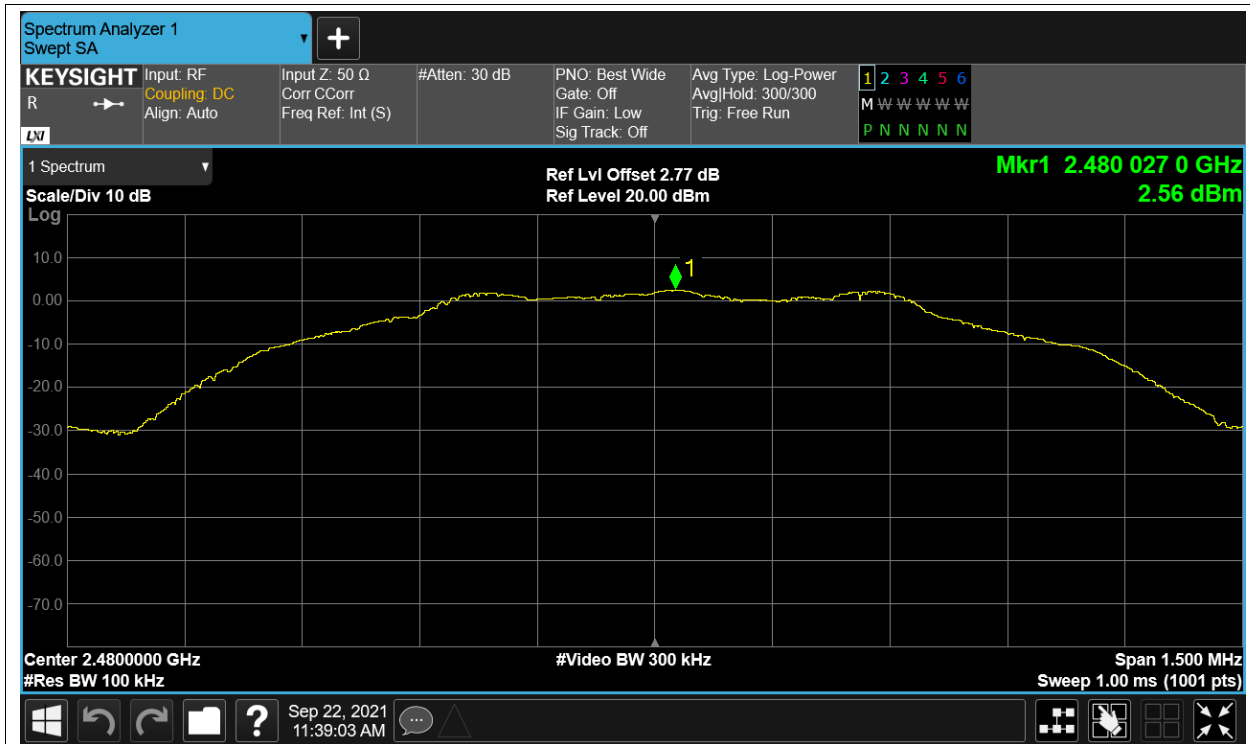 Spectrum Analyzer 1
Swept SA
KEYSIGHT
R
LXI
Input: RF
Coupling: DC
Align: Auto
Input Z: 50 Ω
Corr CCorr
Freq Ref: Int (S)
#Atten: 30 dB
PNO: Best Wide
Gate: Off
IF Gain: Low
Sig Track: Off
Avg Type: Log-Power
Avg|Hold: 300/300
Trig: Free Run
1 2 3 4 5 6
M W W W W W
P N N N N N
1 Spectrum
Scale/Div 10 dB
Log
Ref Lvl Offset 2.77 dB
Ref Level 20.00 dBm
Mkr1 2.480 027 0 GHz
2.56 dBm
10.0
0.00
-10.0
-20.0
-30.0
-40.0
-50.0
-60.0
-70.0
1
Center 2.4800000 GHz
#Res BW 100 kHz
#Video BW 300 kHz
Span 1.500 MHz
Sweep 1.00 ms (1001 pts)
?
Sep 22, 2021
11:39:03 AM